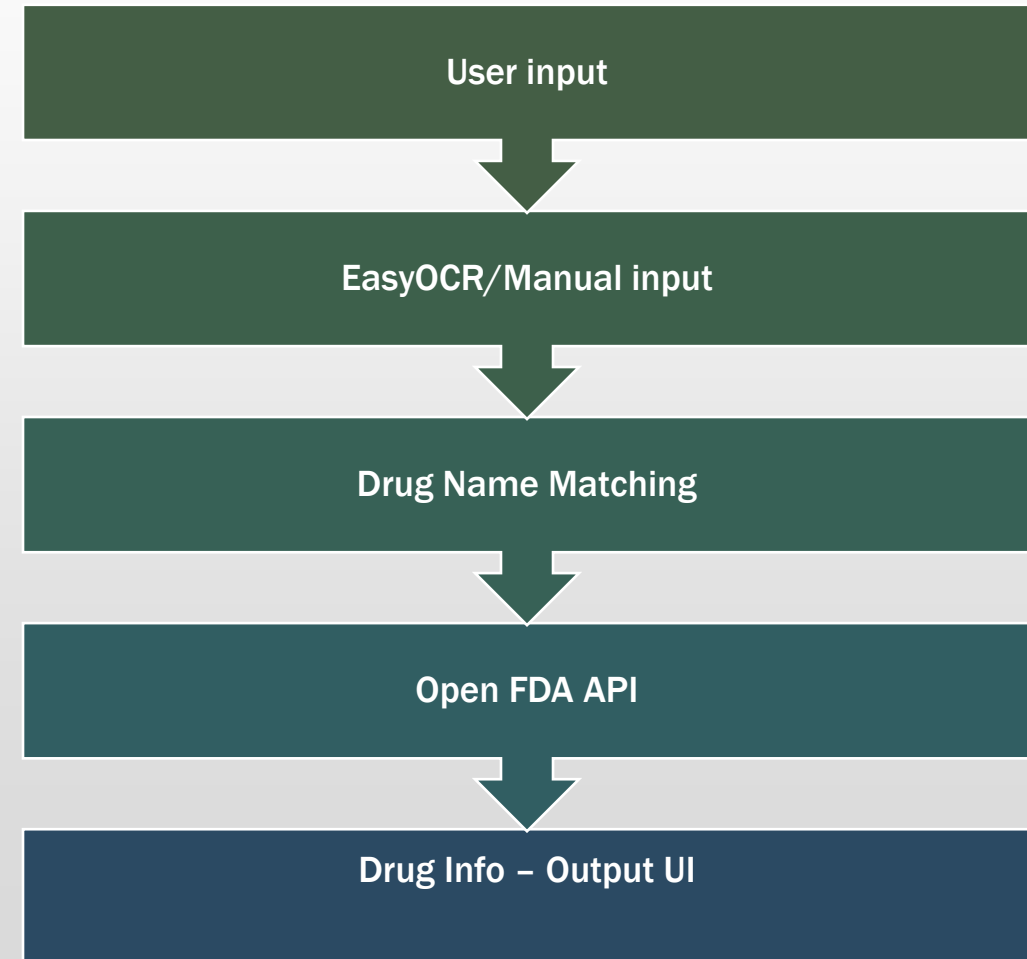 User input
EasyOCR/Manual input
Drug Name Matching
Open FDA API
Drug Info – Output UI